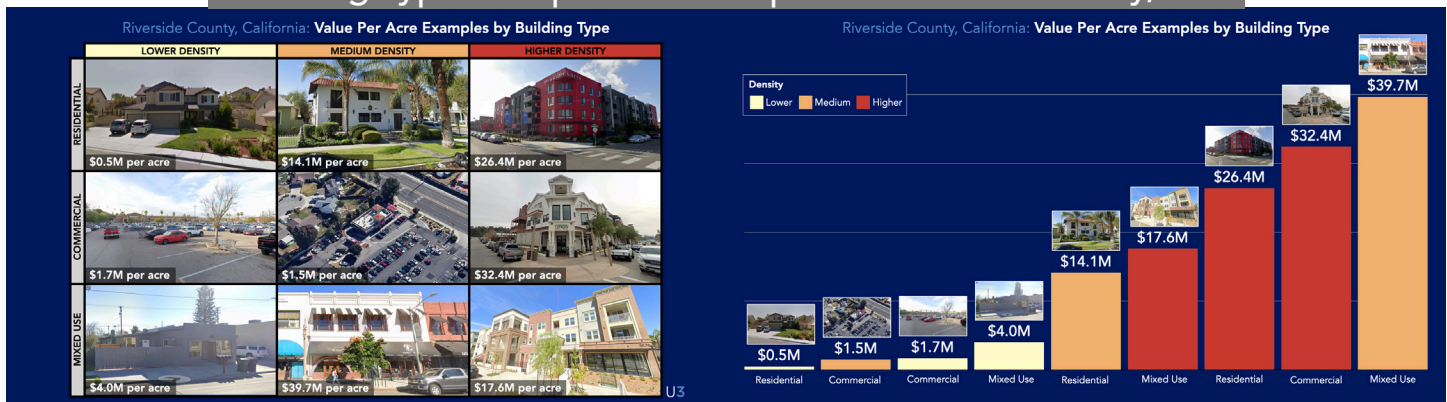 Riverside County, California: Value Per Acre Examples by Building Type
LOWER DENSITY MEDIUM DENSITY HIGHER DENSITY
RESIDENTIAL
$0.5M per acre $14.1M per acre $26.4M per acre
COMMERCIAL
$1.7M per acre $1.5M per acre $32.4M per acre
MIXED USE
$4.0M per acre $39.7M per acre $17.6M per acre
U3
Riverside County, California: Value Per Acre Examples by Building Type
Density
Lower Medium Higher
$39.7M
$32.4M
$26.4M
$17.6M
$14.1M
$4.0M
$1.7M
$1.5M
$0.5M
Residential Commercial Commercial Mixed Use Residential Mixed Use Residential Commercial Mixed Use